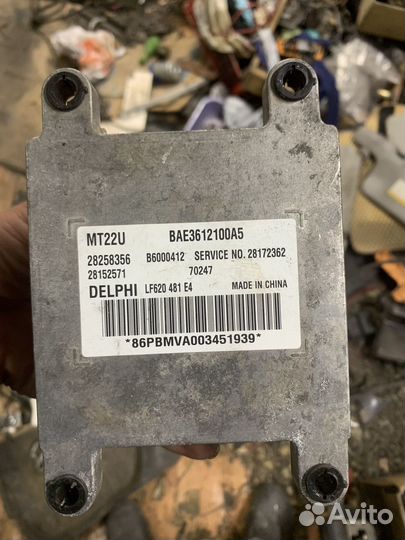 MT22U BAE3612100A5
28258356 B6000412 SERVICE NO. 28172362
28152571 70247
DELPHI LF620 481 E4 MADE IN CHINA
*86PBMVA003451939*
Avito